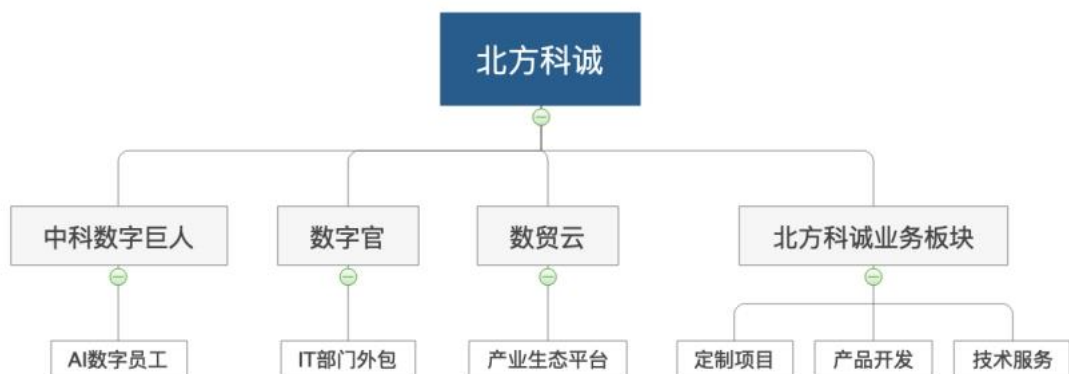 北方科诚
中科数字巨人
数字官
数贸云
北方科诚业务板块
AI数字员工
IT部门外包
产业生态平台
定制项目
产品开发
技术服务